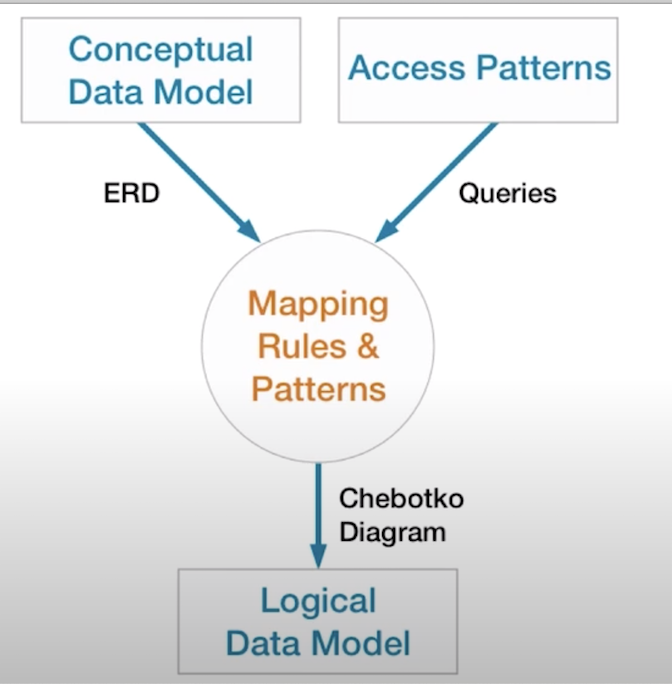 Conceptual
Data Model
Access Patterns
ERD
Queries
Mapping
Rules &
Patterns
Chebotko
Diagram
Logical
Data Model